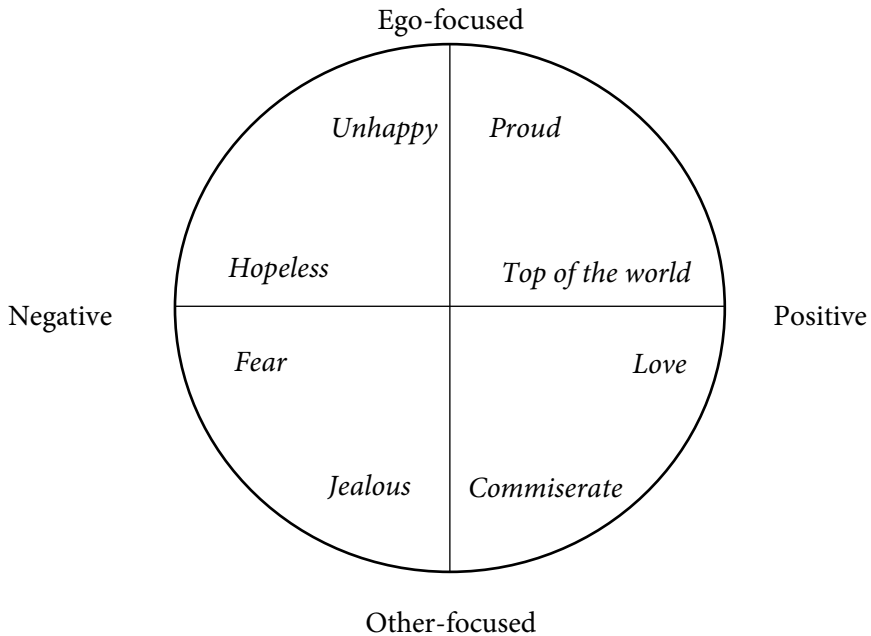 Ego-focused
Unhappy Proud
Hopeless Top of the world
Negative Positive
Fear Love
Jealous Commiserate
Other-focused